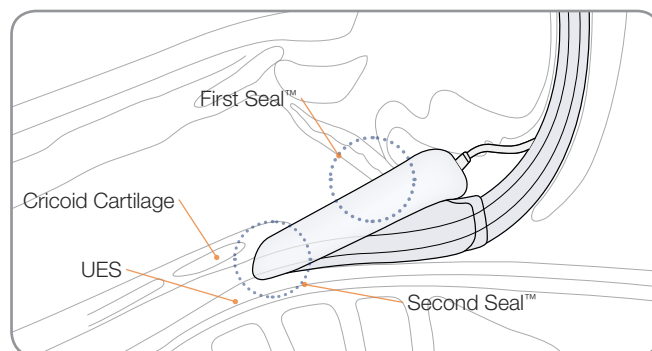 First Seal™
Cricoid Cartilage
UES
Second Seal™